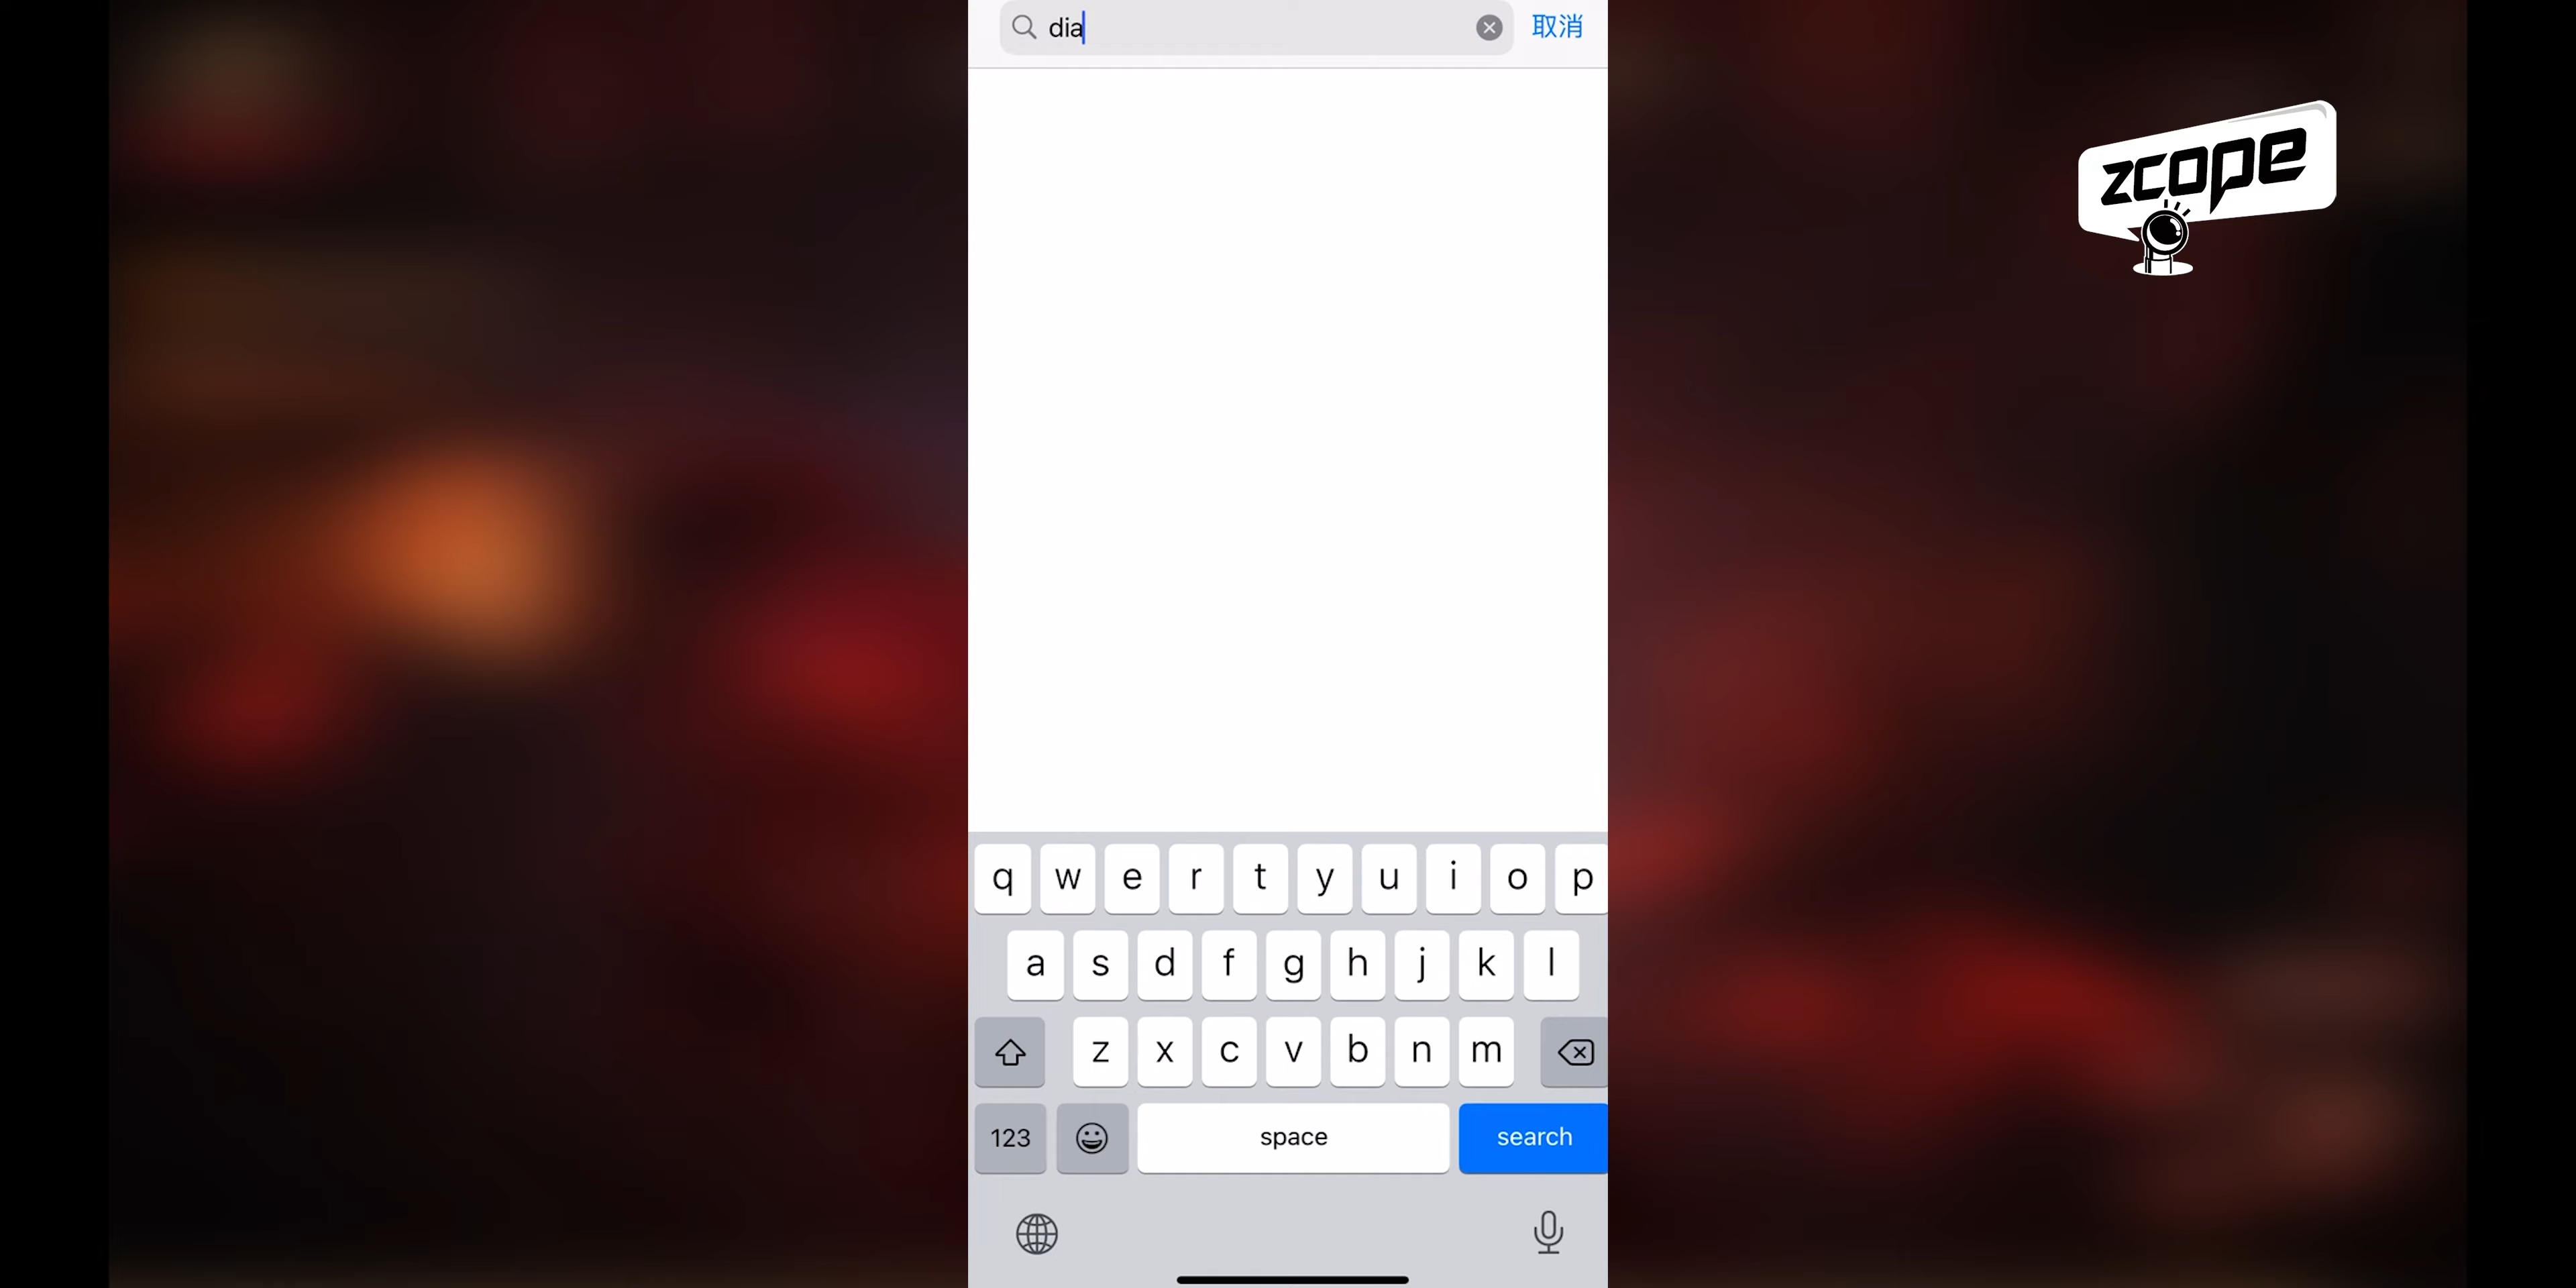 dia
取消
zcope
q w e r t y u i o p
a s d f g h j k l
z x c v b n m
123
space
search